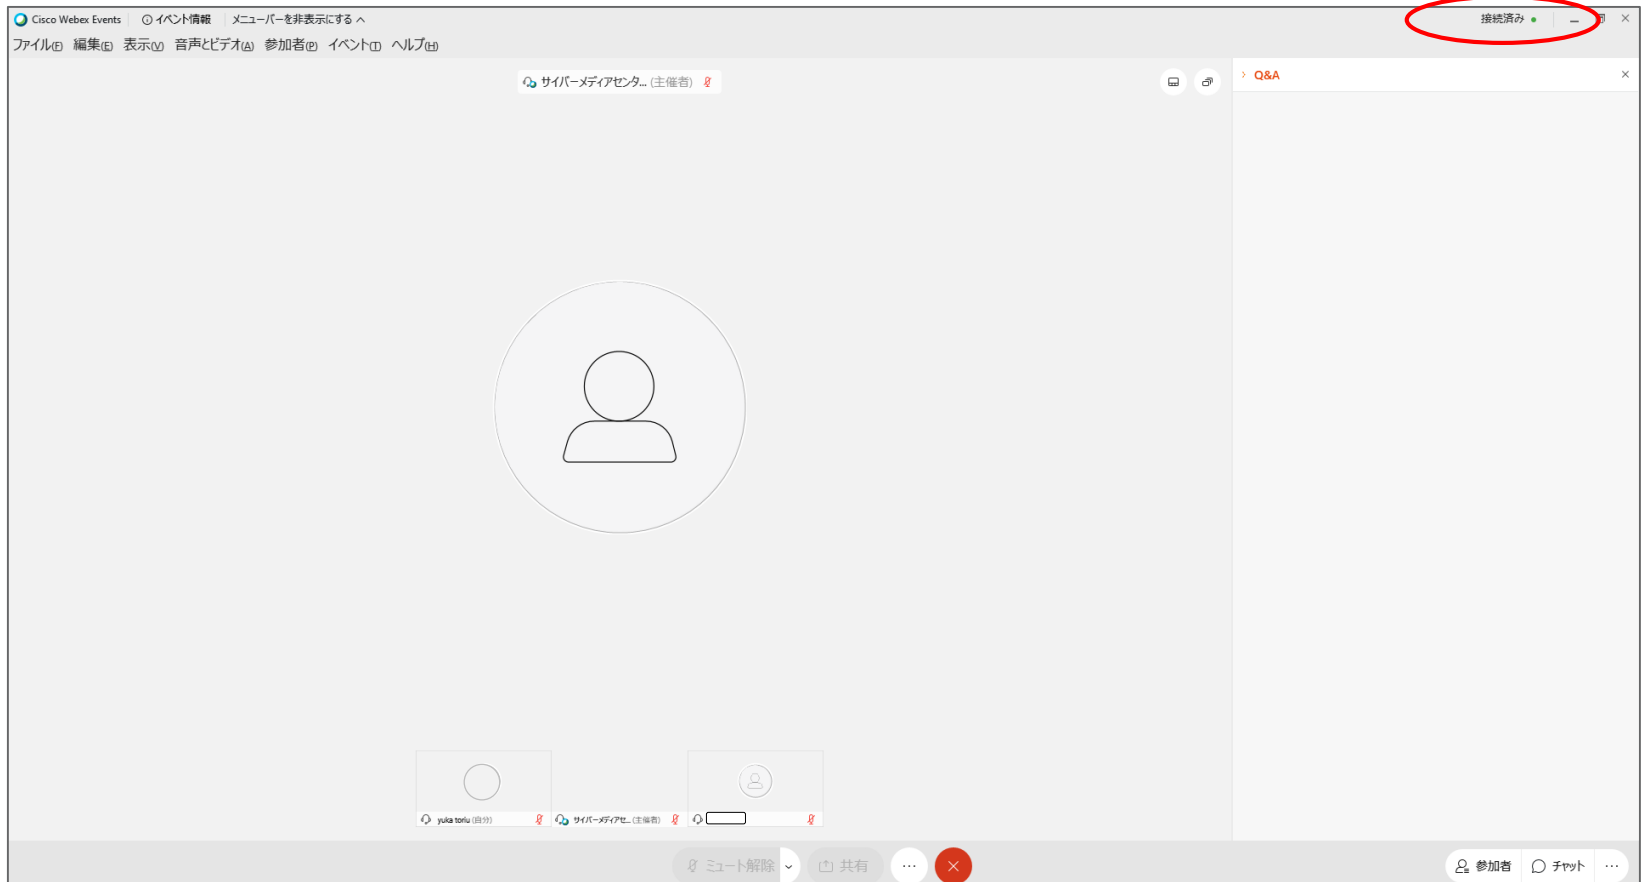 Cisco Webex Events イベント情報 メニューバーを非表示にする 接続済み
ファイル(F) 編集(E) 表示(V) 音声とビデオ(A) 参加者(P) イベント(T) ヘルプ(H)
サイバーメディアセンタ... (主催者)
Q&A
yuka toriu (自分)
サイバーメディアセ... (主催者)
ミュート解除 共有 ...
参加者 チャット ...